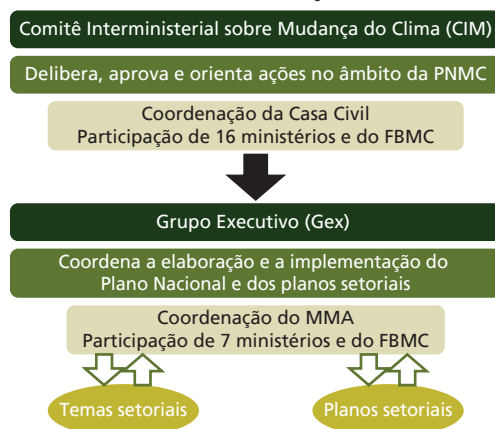 Comitê Interministerial sobre Mudança do Clima (CIM)
Delibera, aprova e orienta ações no âmbito da PNMC
Coordenação da Casa Civil
Participação de 16 ministérios e do FBMC
Grupo Executivo (Gex)
Coordena a elaboração e a implementação do
Plano Nacional e dos planos setoriais
Coordenação do MMA
Participação de 7 ministérios e do FBMC
Temas setoriais
Planos setoriais